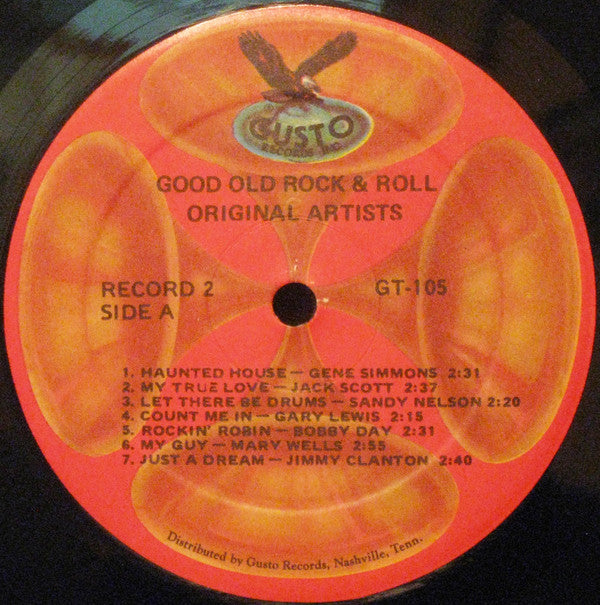 GUSTO
RECORDS INC
GOOD OLD ROCK & ROLL
ORIGINAL ARTISTS
RECORD 2
SIDE A
GT-105
1. HAUNTED HOUSE — GENE SIMMONS 2:31
2. MY TRUE LOVE — JACK SCOTT 2:37
3. LET THERE BE DRUMS — SANDY NELSON 2:20
4. COUNT ME IN — GARY LEWIS 2:15
5. ROCKIN' ROBIN — BOBBY DAY 2:31
6. MY GUY — MARY WELLS 2:55
7. JUST A DREAM — JIMMY CLANTON 2:40
Distributed by Gusto Records, Nashville, Tenn.